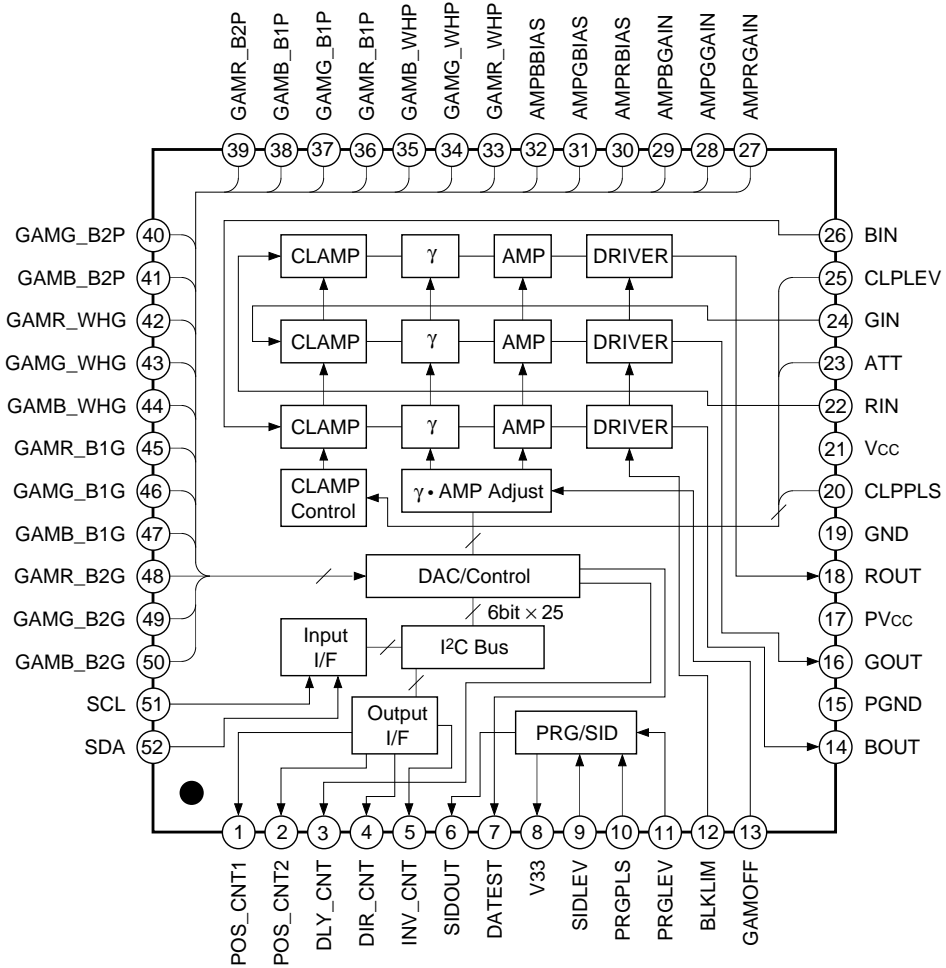 GAMR_B2P
GAMB_B1P
GAMG_B1P
GAMR_B1P
GAMB_WHP
GAMG_WHP
GAMR_WHP
AMPBBIAS
AMPGBIAS
AMPRBIAS
AMPBGAIN
AMPGGAIN
AMPRGAIN
39 38 37 36 35 34 33 32 31 30 29 28 27
GAMG_B2P 40
GAMB_B2P 41
GAMR_WHG 42
GAMG_WHG 43
GAMB_WHG 44
GAMR_B1G 45
GAMG_B1G 46
GAMB_B1G 47
GAMR_B2G 48
GAMG_B2G 49
GAMB_B2G 50
SCL 51
SDA 52
CLAMP γ AMP DRIVER
CLAMP γ AMP DRIVER
CLAMP γ AMP DRIVER
CLAMP
Control
γ • AMP Adjust
DAC/Control
6bit × 25
Input
I/F
I²C Bus
Output
I/F
PRG/SID
26 BIN
25 CLPLEV
24 GIN
23 ATT
22 RIN
21 Vcc
20 CLPPLS
19 GND
18 ROUT
17 PVcc
16 GOUT
15 PGND
14 BOUT
1 2 3 4 5 6 7 8 9 10 11 12 13
POS_CNT1
POS_CNT2
DLY_CNT
DIR_CNT
INV_CNT
SIDOUT
DATEST
V33
SIDLEV
PRGPLS
PRGLEV
BLKLIM
GAMOFF